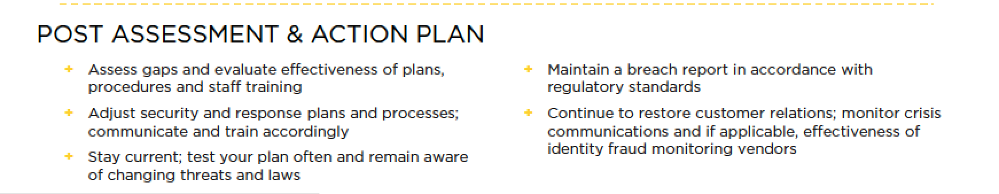 POST ASSESSMENT & ACTION PLAN
+ Assess gaps and evaluate effectiveness of plans,
procedures and staff training
+ Adjust security and response plans and processes;
communicate and train accordingly
+ Stay current; test your plan often and remain aware
of changing threats and laws
+ Maintain a breach report in accordance with
regulatory standards
+ Continue to restore customer relations; monitor crisis
communications and if applicable, effectiveness of
identity fraud monitoring vendors